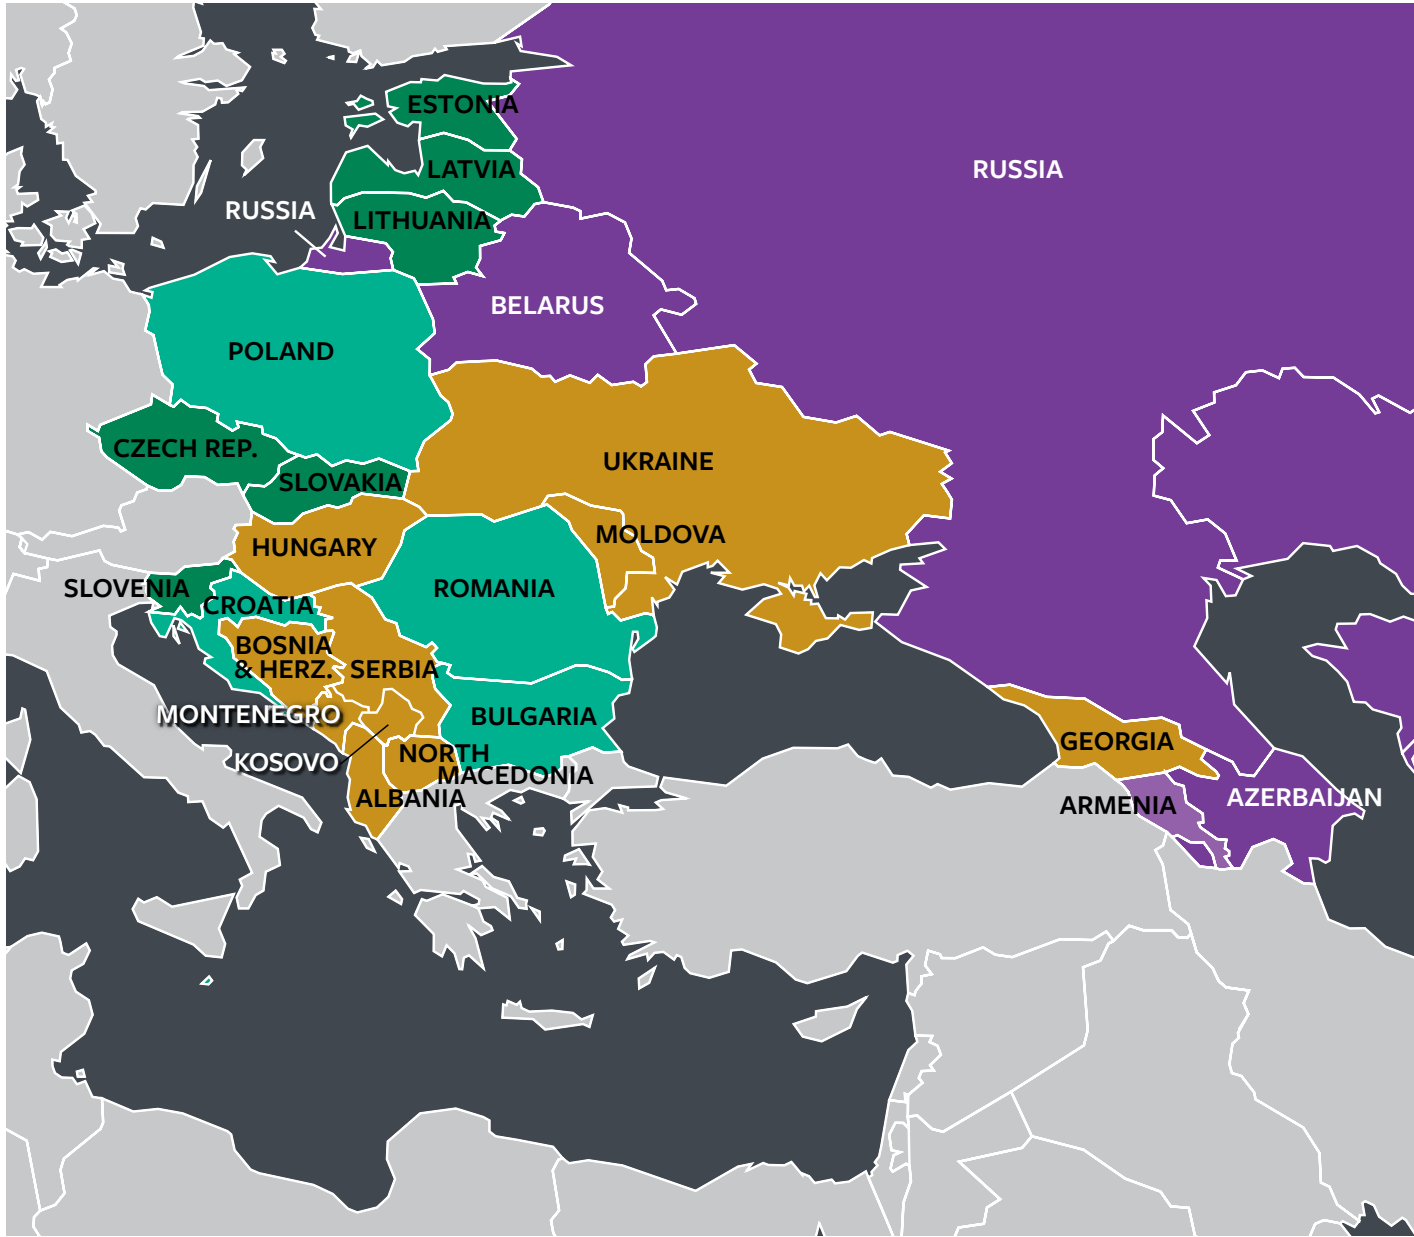 ESTONIA
LATVIA
RUSSIA
RUSSIA
LITHUANIA
BELARUS
POLAND
CZECH REP.
UKRAINE
SLOVAKIA
MOLDOVA
HUNGARY
SLOVENIA
ROMANIA
CROATIA
BOSNIA
& HERZ.
SERBIA
MONTENEGRO
BULGARIA
KOSOVO
NORTH
MACEDONIA
GEORGIA
ALBANIA
ARMENIA
AZERBAIJAN